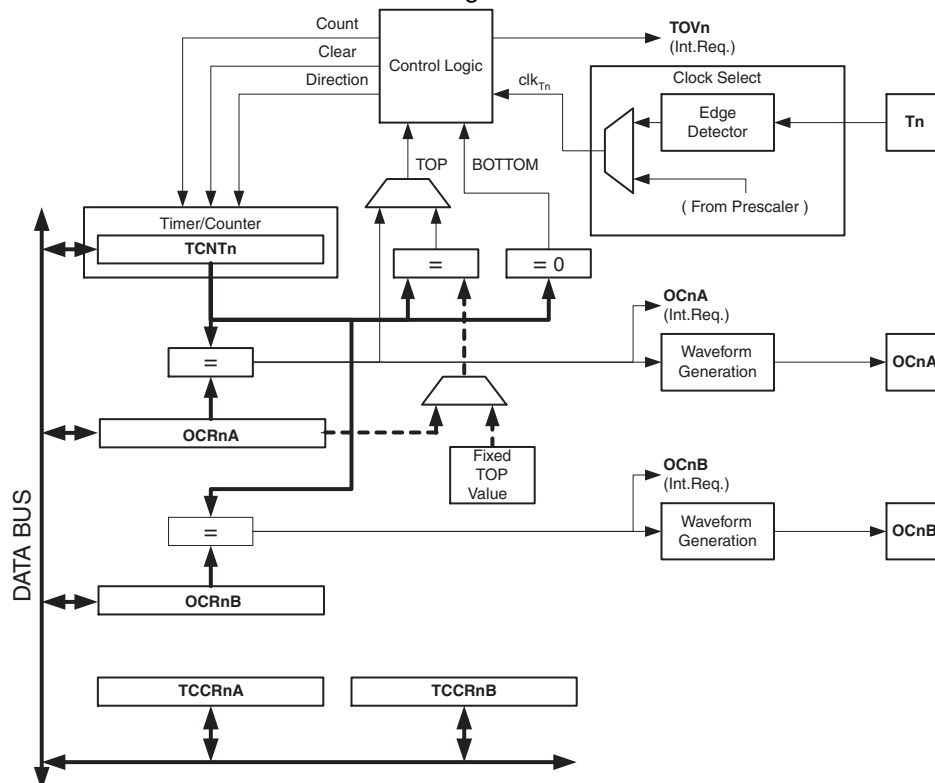 Count
Clear
Direction
Control Logic
TOVn
(Int.Req.)
clkTn
Clock Select
Edge
Detector
Tn
( From Prescaler )
TOP
BOTTOM
Timer/Counter
TCNTn
=
= 0
OCnA
(Int.Req.)
=
Waveform
Generation
OCnA
OCRnA
Fixed
TOP
Value
OCnB
(Int.Req.)
=
Waveform
Generation
OCnB
OCRnB
DATA BUS
TCCRnA
TCCRnB